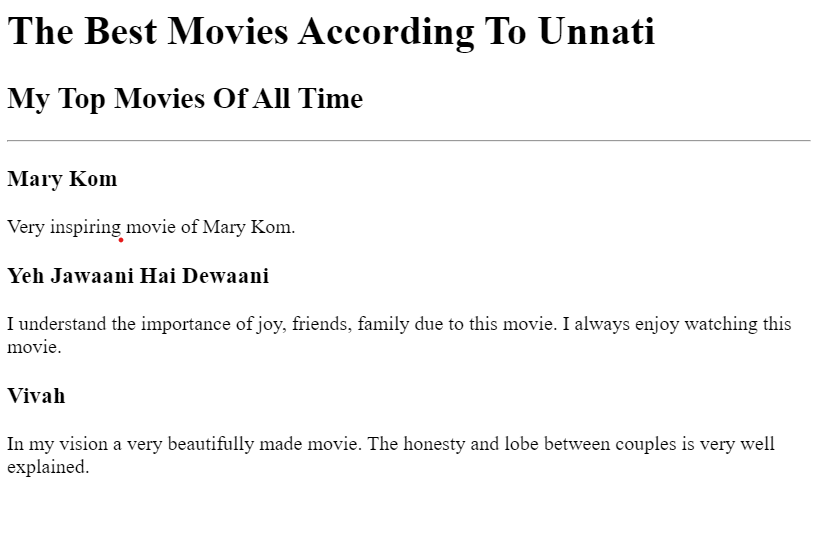 The Best Movies According To Unnati
My Top Movies Of All Time
Mary Kom
Very inspiring movie of Mary Kom.
Yeh Jawaani Hai Dewaani
I understand the importance of joy, friends, family due to this movie. I always enjoy watching this
movie.
Vivah
In my vision a very beautifully made movie. The honesty and lobe between couples is very well
explained.